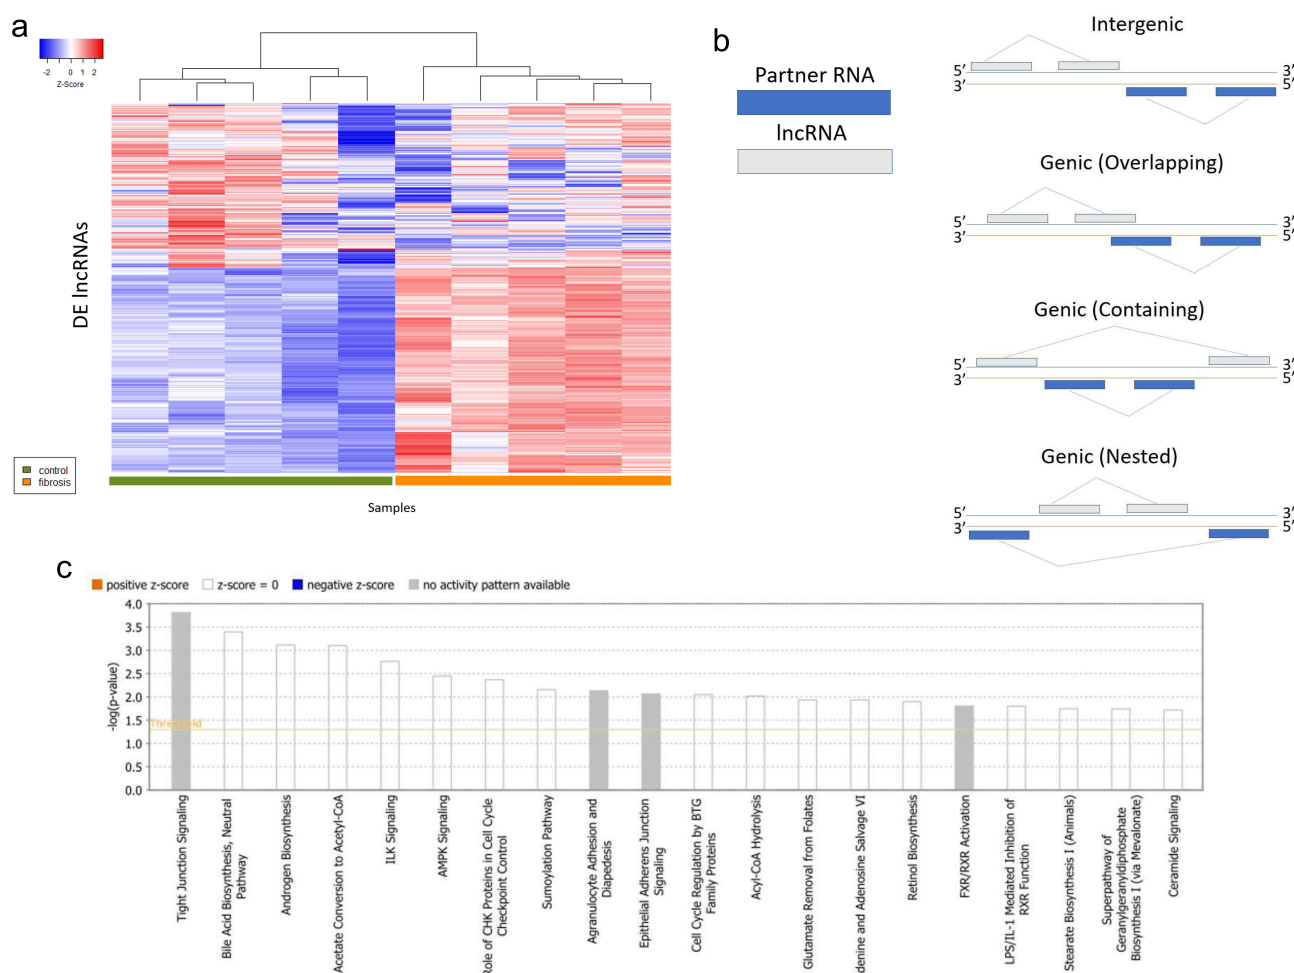 a
-2 0 2
Z-Score
DE lncRNAs
control
fibrosis
Samples
b
Partner RNA
lncRNA
Intergenic
5’ 3’
3’ 5’
Genic (Overlapping)
5’ 3’
3’ 5’
Genic (Containing)
5’ 3’
3’ 5’
Genic (Nested)
5’ 3’
3’ 5’
c
positive z-score z-score = 0 negative z-score no activity pattern available
-log(p-value)
4.0
3.5
3.0
2.5
2.0
1.5
1.0
0.5
0.0
Threshold
Tight Junction Signaling
Bile Acid Biosynthesis, Neutral
Pathway
Androgen Biosynthesis
Acetate Conversion to Acetyl-CoA
ILK Signaling
AMPK Signaling
Role of CHK Proteins in Cell Cycle
Checkpoint Control
Sumoylation Pathway
Agranulocyte Adhesion and
Diapedesis
Epithelial Adherens Junction
Signaling
Cell Cycle Regulation by BTG
Family Proteins
Acyl-CoA Hydrolysis
Glutamate Removal from Folates
denine and Adenosine Salvage VI
Retinol Biosynthesis
FXR/RXR Activation
LPS/IL-1 Mediated Inhibition of
RXR Function
Stearate Biosynthesis I (Animals)
Superpathway of
Geranylgeranyldiphosphate
Biosynthesis I (via Mevalonate)
Ceramide Signaling